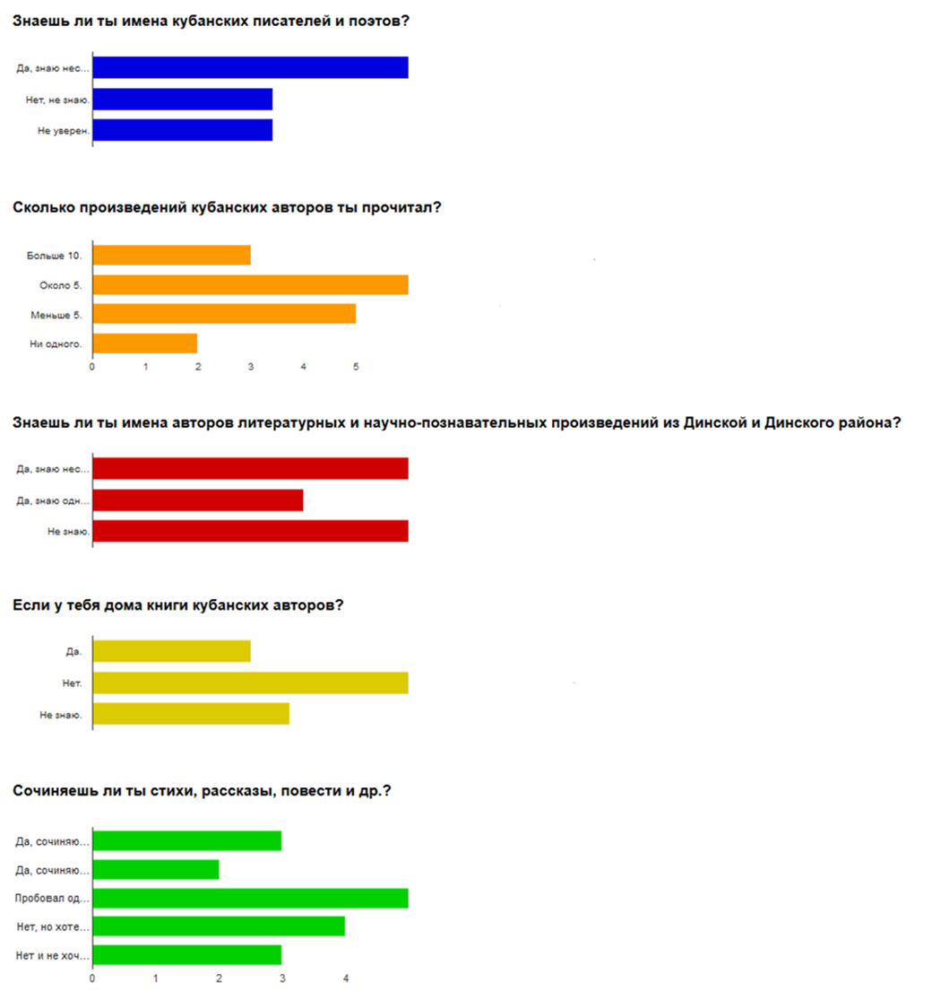 Знаешь ли ты имена кубанских писателей и поэтов?
Да, знаю нес...
Нет, не знаю.
Не уверен.
Сколько произведений кубанских авторов ты прочитал?
Больше 10.
Около 5.
Меньше 5.
Ни одного.
0 1 2 3 4 5
Знаешь ли ты имена авторов литературных и научно-познавательных произведений из Динской и Динского района?
Да, знаю нес...
Да, знаю одн...
Не знаю.
Если у тебя дома книги кубанских авторов?
Да.
Нет.
Не знаю.
Сочиняешь ли ты стихи, рассказы, повести и др.?
Да, сочиняю...
Да, сочиняю...
Пробовал од...
Нет, но хоте...
Нет и не хоч...
0 1 2 3 4